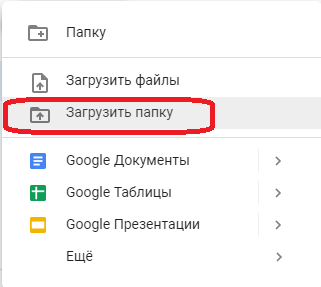 Папку
Загрузить файлы
Загрузить папку
Google Документы
Google Таблицы
Google Презентации
Ещё